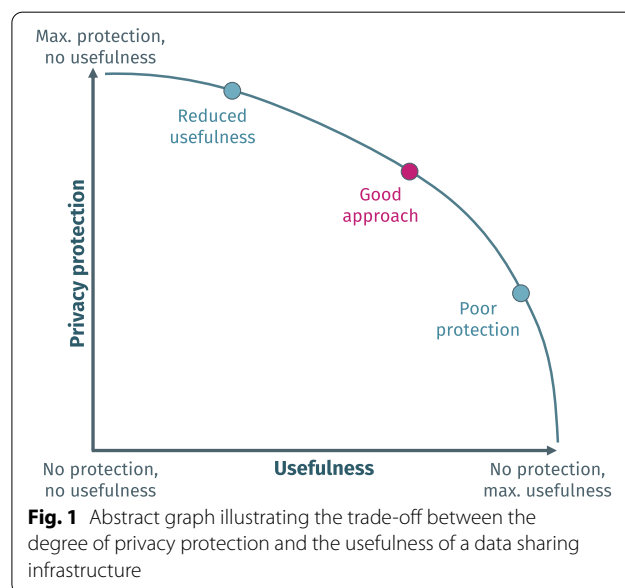 Max. protection,
no usefulness
Reduced
usefulness
Good
approach
Privacy protection
Poor
protection
No protection,
no usefulness
Usefulness
No protection,
max. usefulness
Fig. 1 Abstract graph illustrating the trade-off between the
degree of privacy protection and the usefulness of a data sharing
infrastructure